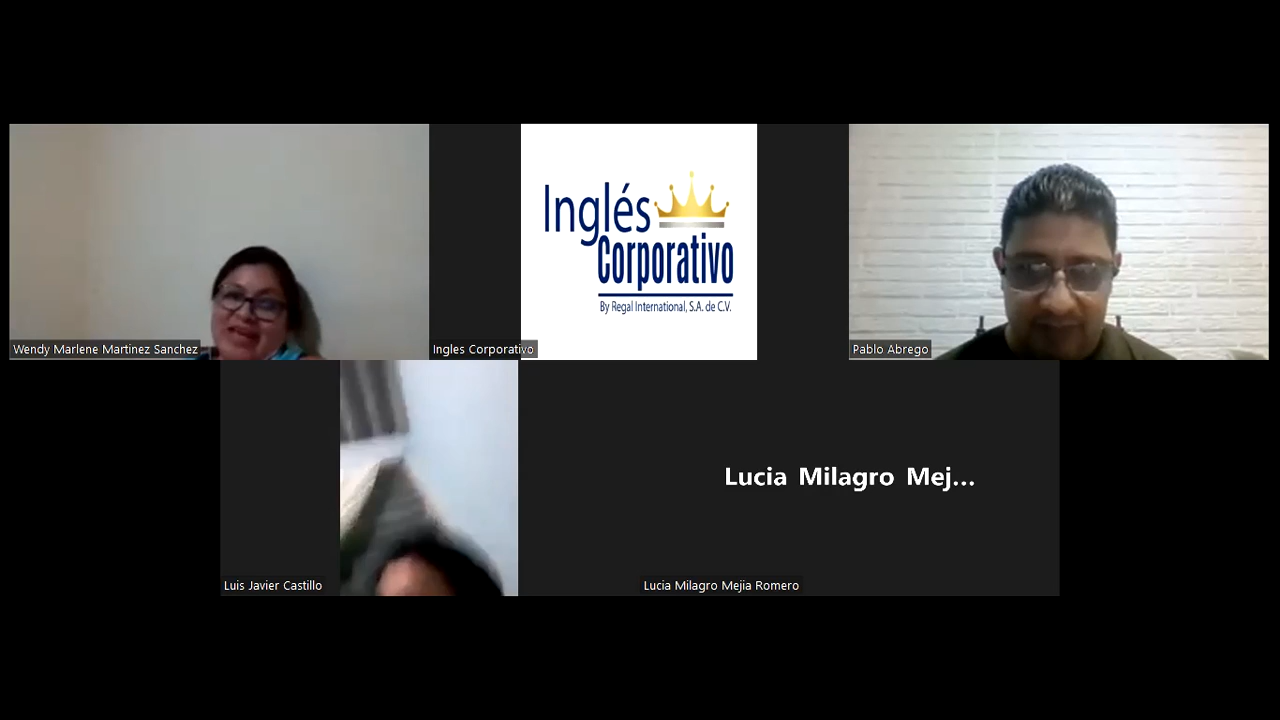 Inglés
Corporativo
By Regal International, S.A. de C.V.
Wendy Marlene Martinez Sanchez
Ingles Corporativo
Pablo Abrego
Lucia Milagro Mej...
Luis Javier Castillo
Lucia Milagro Mejia Romero